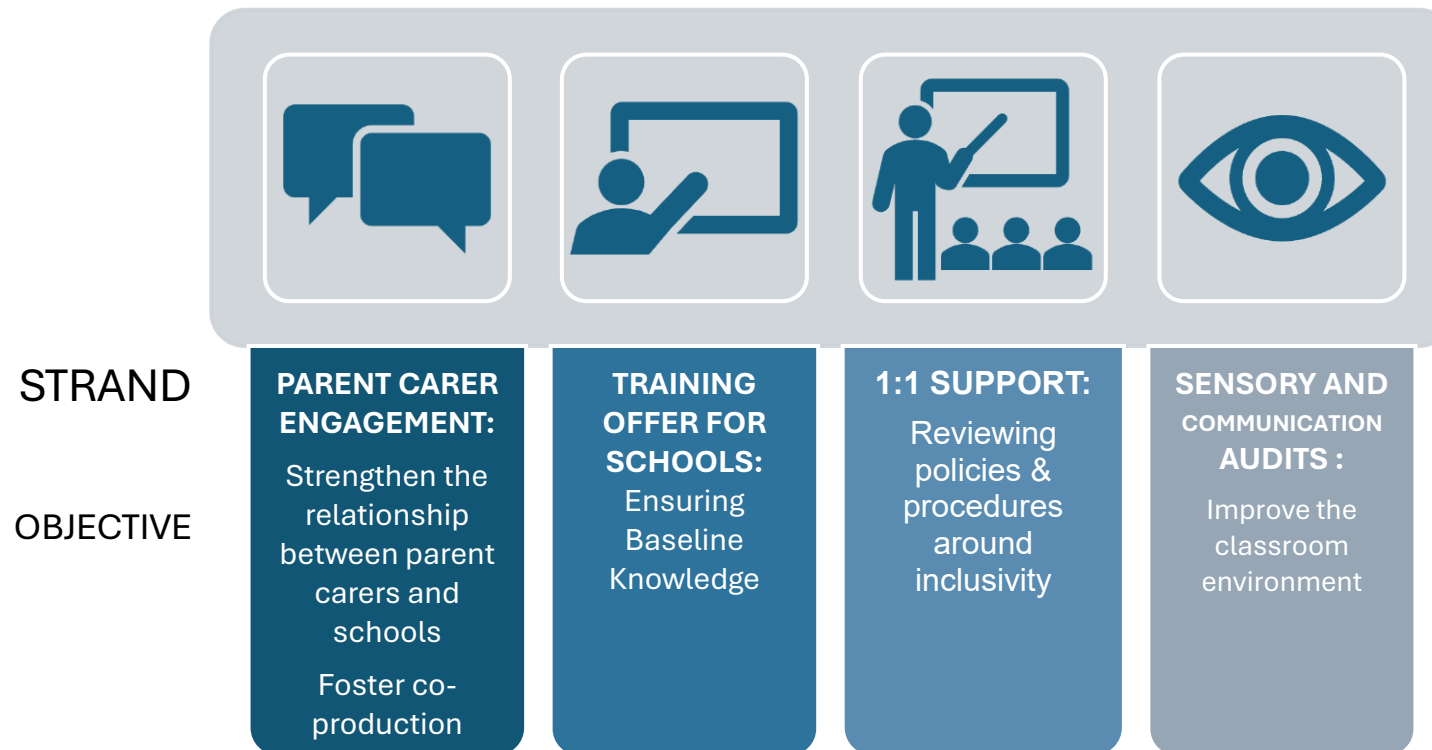 STRAND
OBJECTIVE
PARENT CARER
ENGAGEMENT:
Strengthen the
relationship
between parent
carers and
schools
Foster co-
production
TRAINING
OFFER FOR
SCHOOLS:
Ensuring
Baseline
Knowledge
1:1 SUPPORT:
Reviewing
policies &
procedures
around
inclusivity
SENSORY AND
COMMUNICATION
AUDITS :
Improve the
classroom
environment